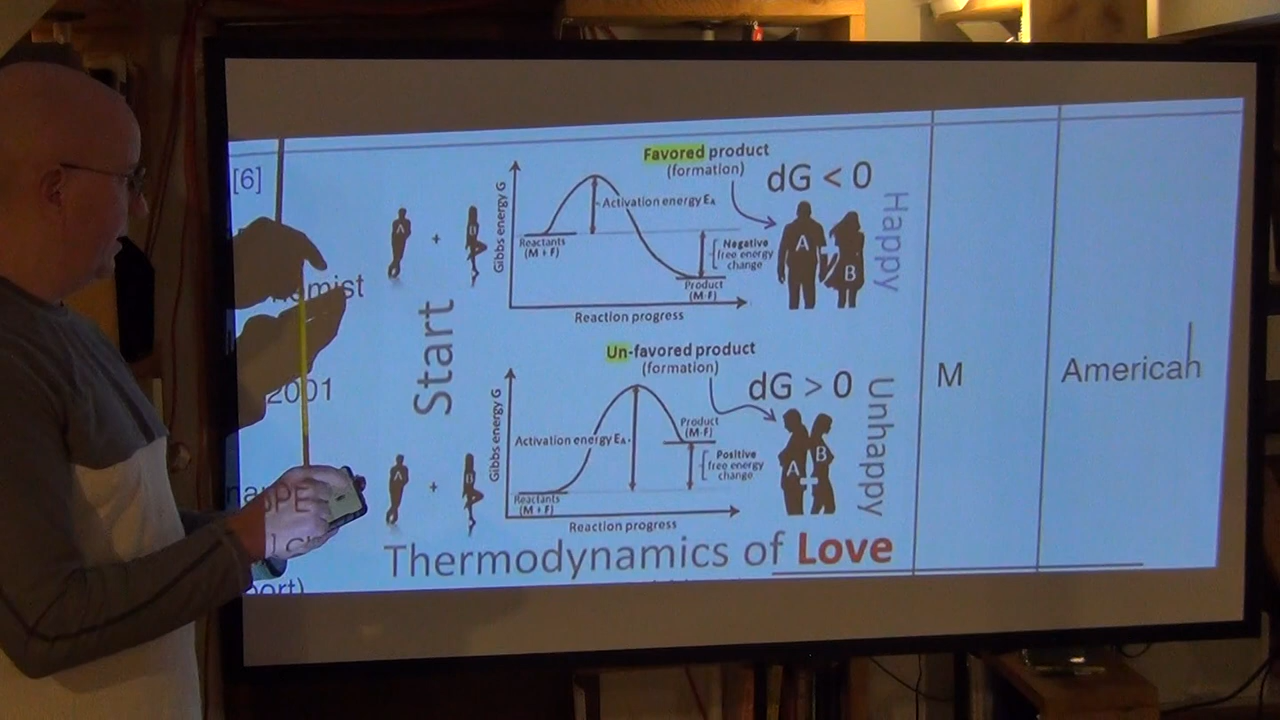 [6]
2001
Start
A
+
B
Gibbs energy G
Favored product
(formation)
dG < 0
Activation energy EA
Reactants
(M + F)
Negative
free energy
change
Product
(M·F)
Reaction progress
A
B
Happy
Un-favored product
(formation)
dG > 0
Gibbs energy G
Activation energy EA
Product
(M·F)
Positive
free energy
change
Reactants
(M + F)
Reaction progress
A
+
B
A
B
Unhappy
Thermodynamics of Love
M
American